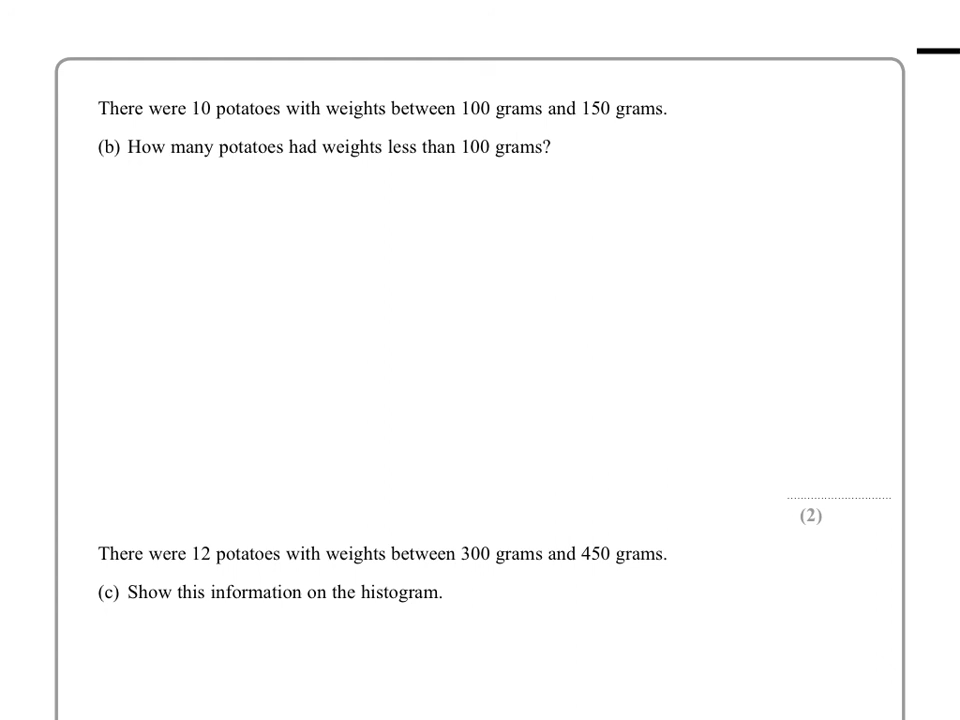 There were 10 potatoes with weights between 100 grams and 150 grams.
(b) How many potatoes had weights less than 100 grams?
(2)
There were 12 potatoes with weights between 300 grams and 450 grams.
(c) Show this information on the histogram.